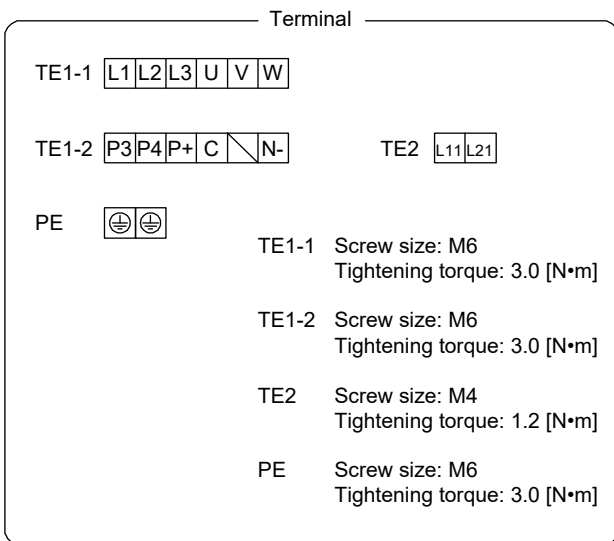 Terminal
TE1-1 L1 L2 L3 U V W
TE1-2 P3 P4 P+ C N- TE2 L11 L21
PE
TE1-1 Screw size: M6
Tightening torque: 3.0 [N•m]
TE1-2 Screw size: M6
Tightening torque: 3.0 [N•m]
TE2 Screw size: M4
Tightening torque: 1.2 [N•m]
PE Screw size: M6
Tightening torque: 3.0 [N•m]